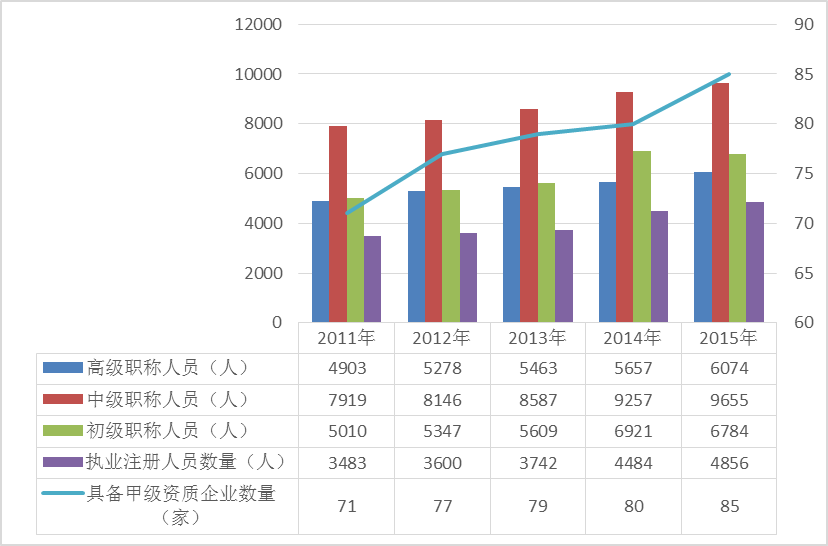 12000
10000
8000
6000
4000
2000
0
90
85
80
75
70
65
60
2011年 2012年 2013年 2014年 2015年
高级职称人员（人） 4903 5278 5463 5657 6074
中级职称人员（人） 7919 8146 8587 9257 9655
初级职称人员（人） 5010 5347 5609 6921 6784
执业注册人员数量（人） 3483 3600 3742 4484 4856
具备甲级资质企业数量
（家） 71 77 79 80 85